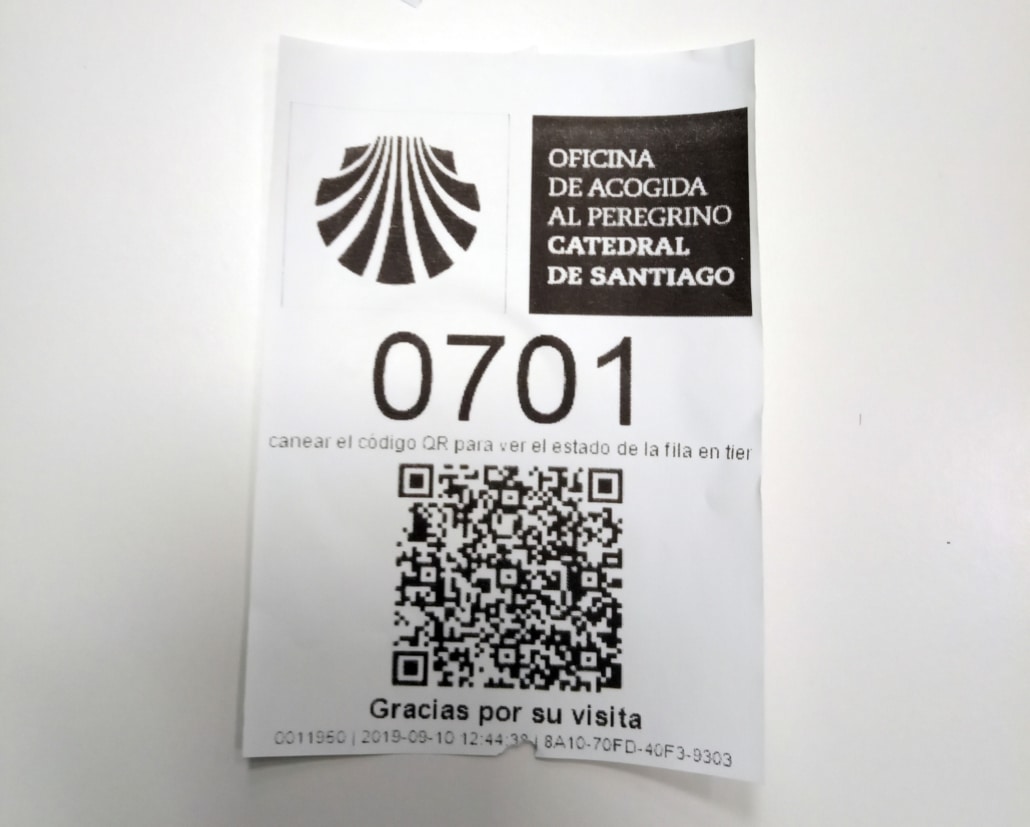 OFICINA
DE ACOGIDA
AL PEREGRINO
CATEDRAL
DE SANTIAGO
0701
canear el código QR para ver el estado de la fila en tier
Gracias por su visita
0011950 | 2019-09-10 12:44:38 | 8A10-70FD-40F3-9303